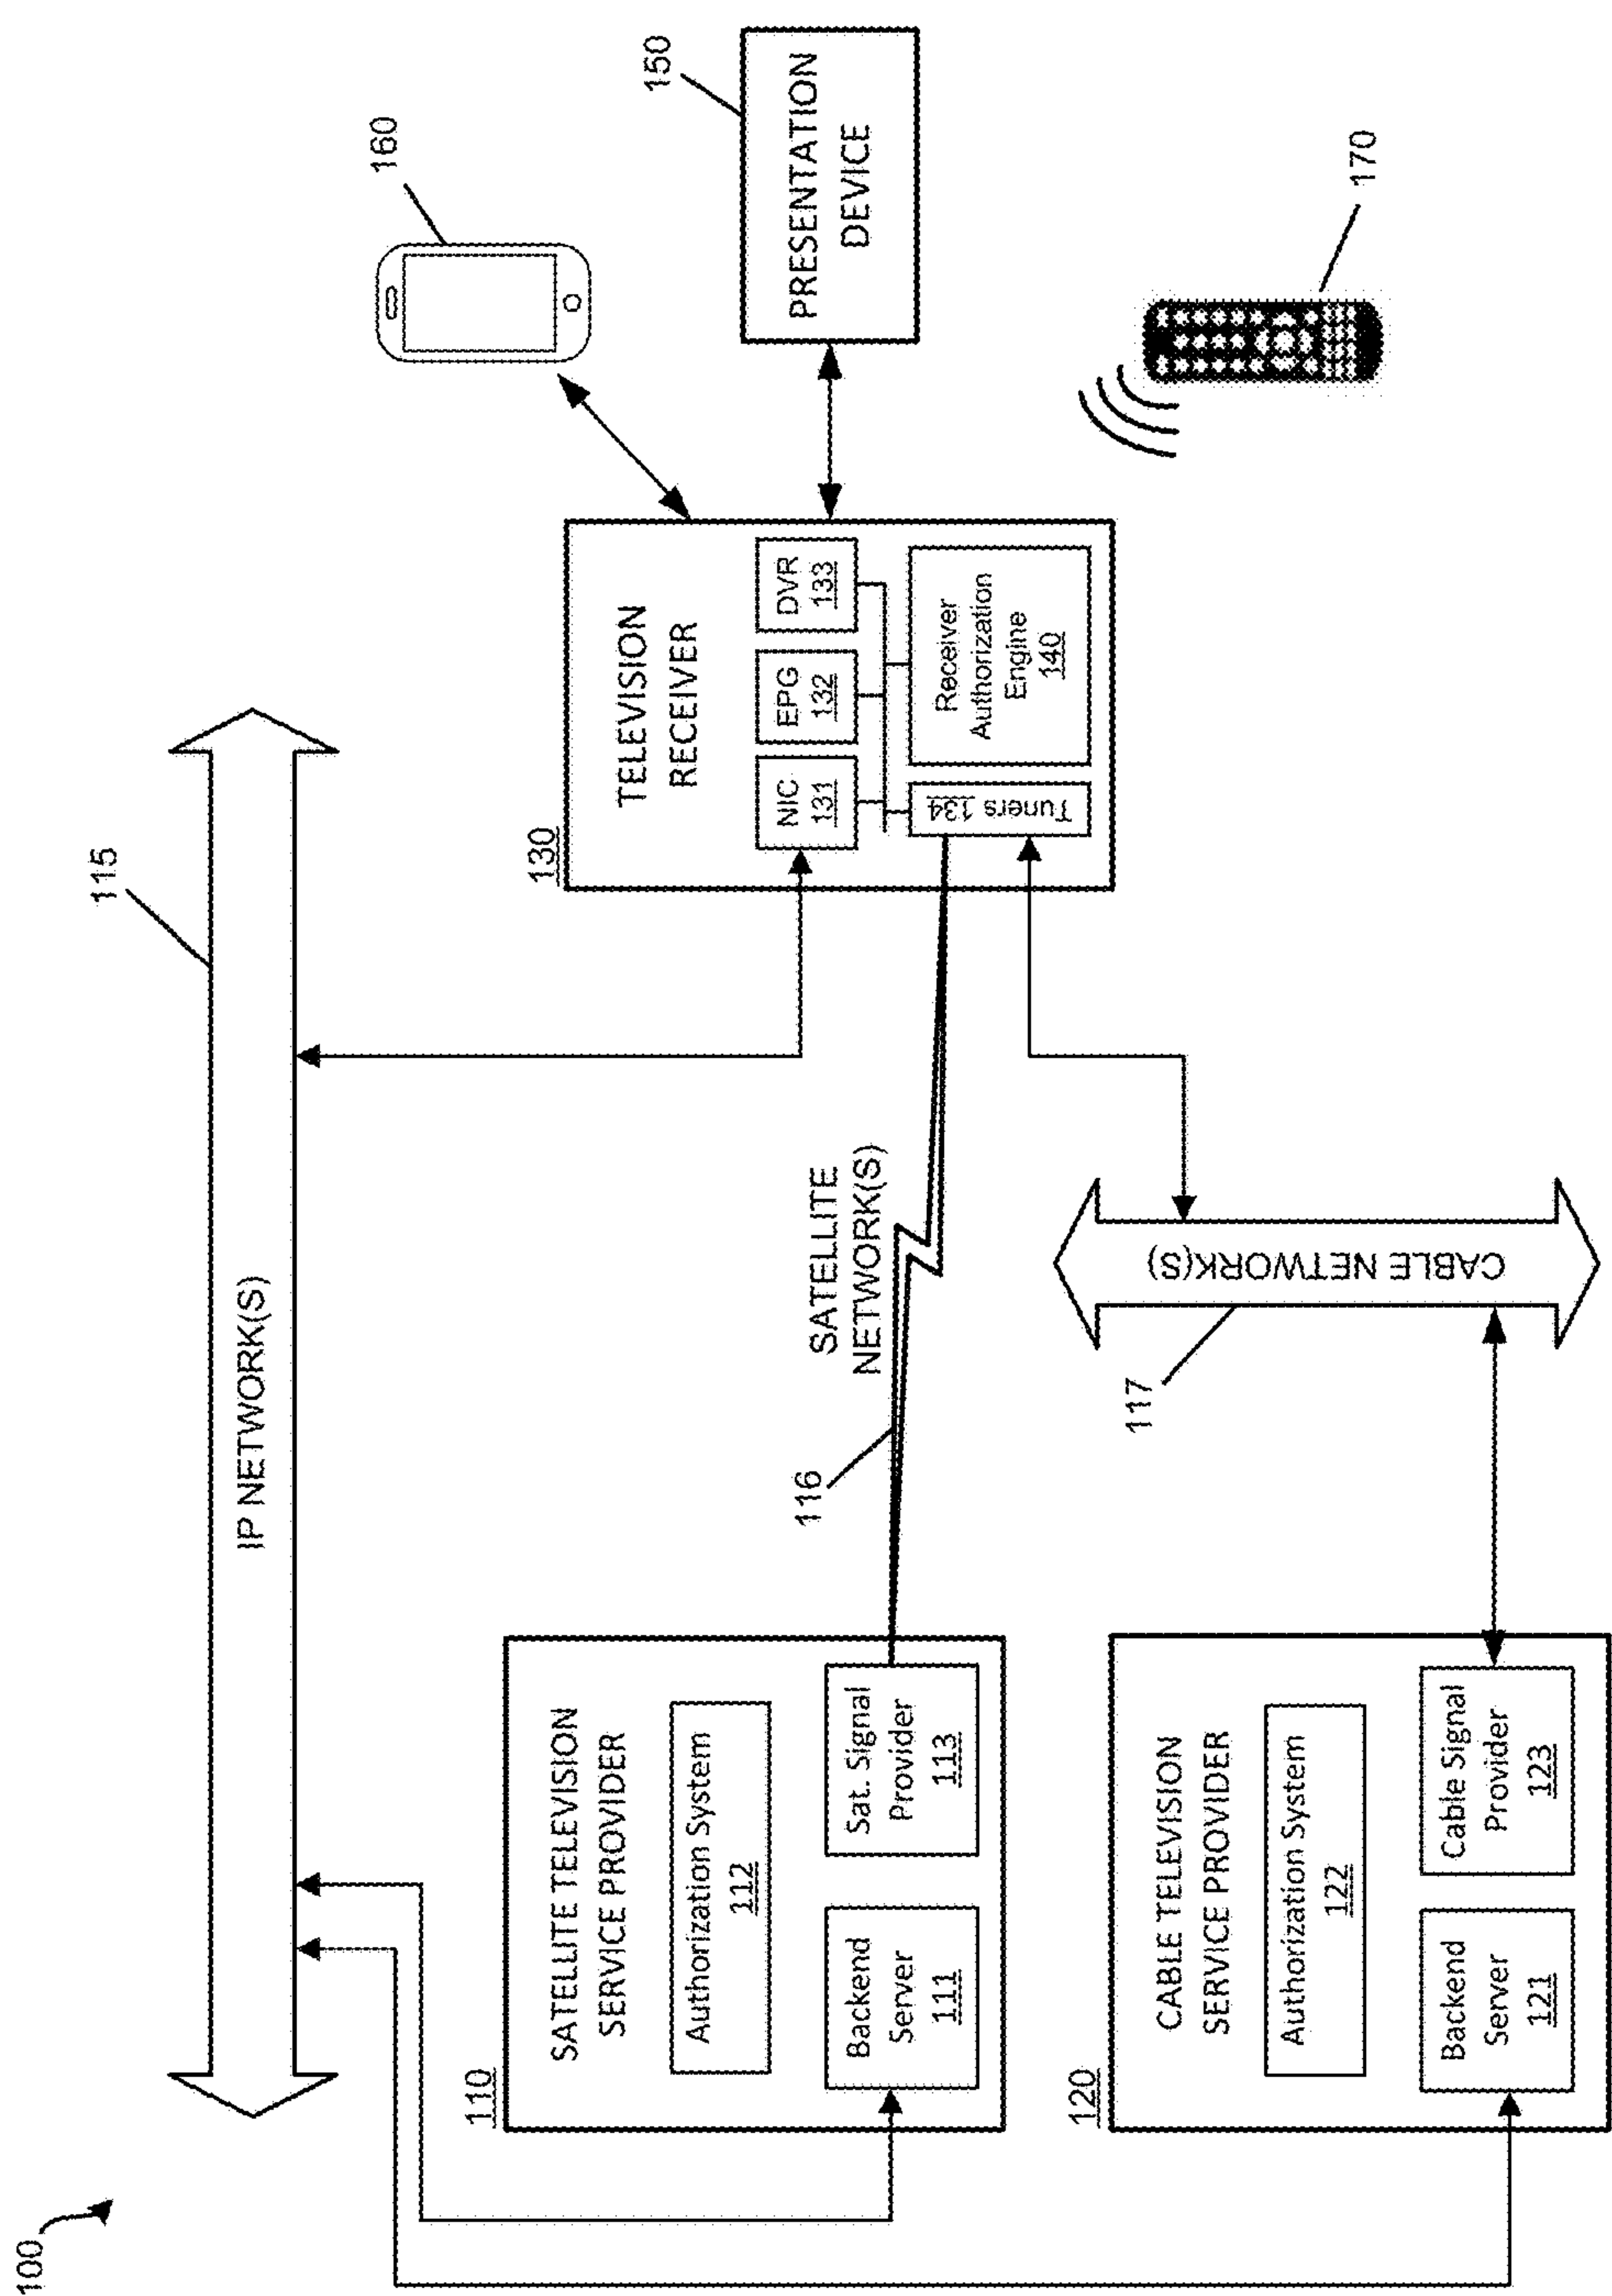 100
115
IP NETWORK(S)
110
SATELLITE TELEVISION
SERVICE PROVIDER
Authorization System
112
Backend
Server
111
Sat. Signal
Provider
113
116
SATELLITE
NETWORK(S)
120
CABLE TELEVISION
SERVICE PROVIDER
Authorization System
122
Backend
Server
121
Cable Signal
Provider
123
117
CABLE NETWORK(S)
130
TELEVISION
RECEIVER
NIC
131
EPG
132
DVR
133
Tuners 134
Receiver
Authorization
Engine
140
160
150
PRESENTATION
DEVICE
170